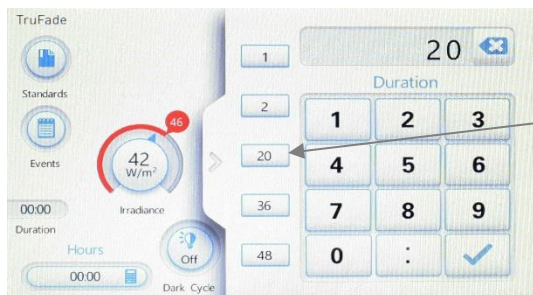 TruFade
Standards
Events
46
42
W/m²
Irradiance
00:00
Duration
Hours
00:00
Off
Dark Cycle
1
2
20
36
48
20
Duration
1 2 3
4 5 6
7 8 9
0 :